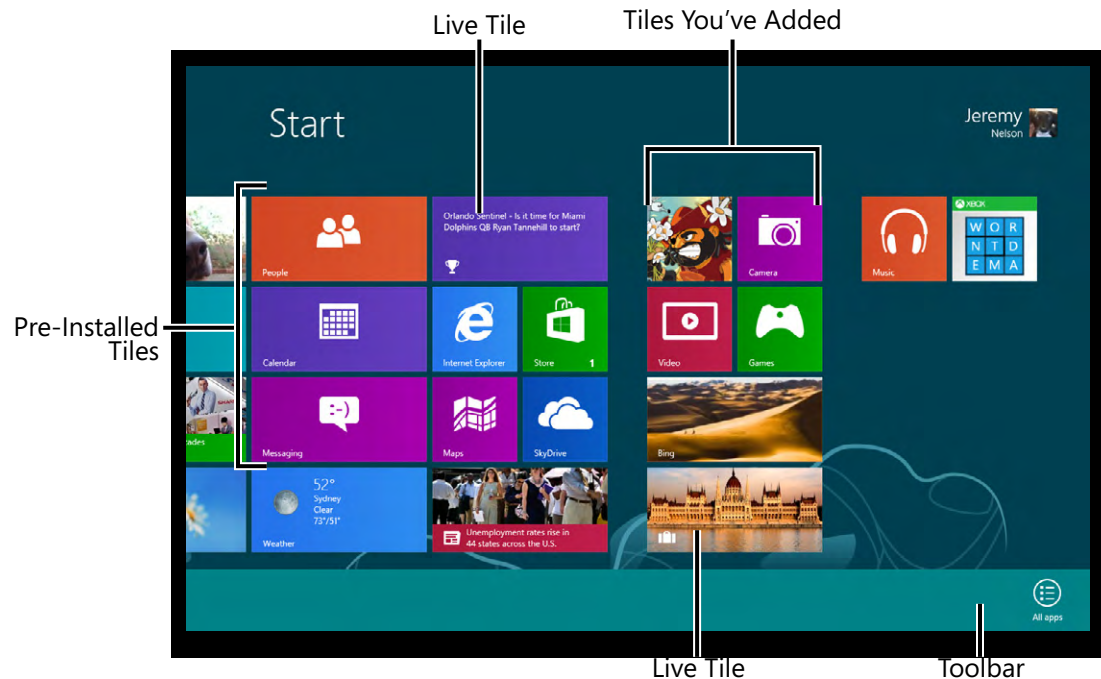 Live Tile
Tiles You've Added
Start
Jeremy
Nelson
Orlando Sentinel - Is it time for Miami
Dolphins QB Ryan Tannehill to start?
People
Camera
Music
XBOX
W O R
N T D
E M A
Pre-Installed
Tiles
Calendar
Internet Explorer
Store
1
Video
Games
:-)
Messaging
Maps
SkyDrive
Bing
52°
Sydney
Clear
73°/51°
Weather
Unemployment rates rise in
44 states across the U.S.
All apps
Live Tile
Toolbar